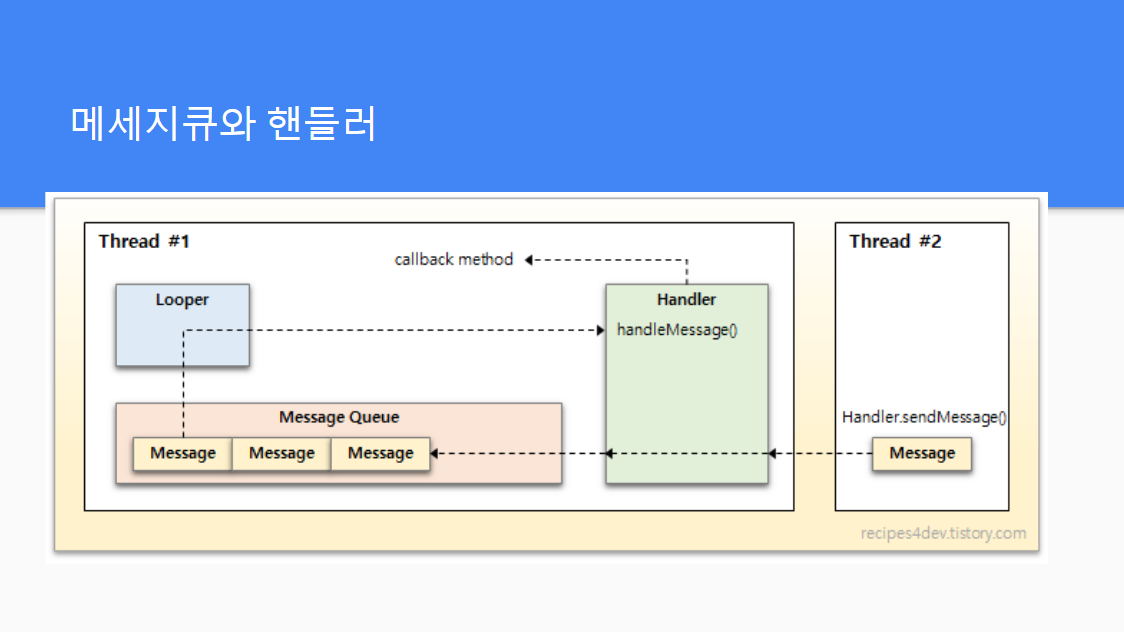 메세지큐와 핸들러
Thread #1
Thread #2
callback method
Looper
Handler
handleMessage()
Message Queue
Handler.sendMessage()
Message Message Message
Message
recipes4dev.tistory.com